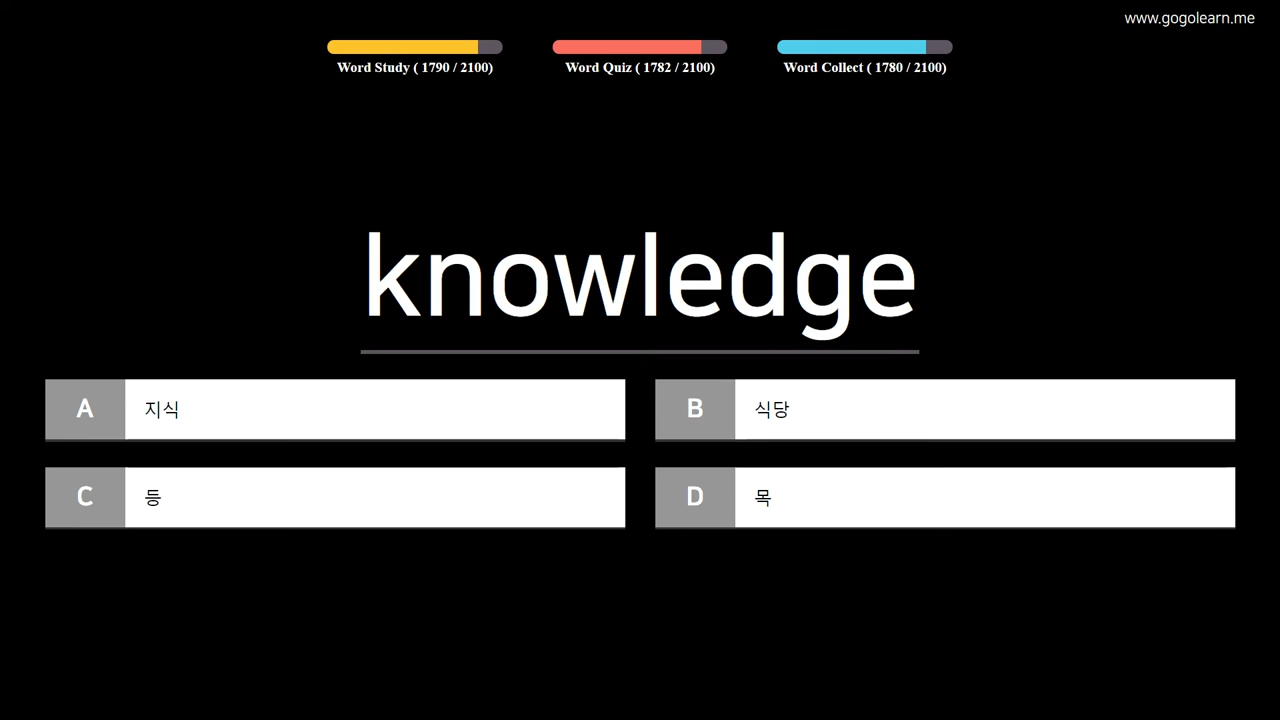 www.gogolearn.me
Word Study ( 1790 / 2100)
Word Quiz ( 1782 / 2100)
Word Collect ( 1780 / 2100)
knowledge
A 지식
B 식당
C 등
D 목